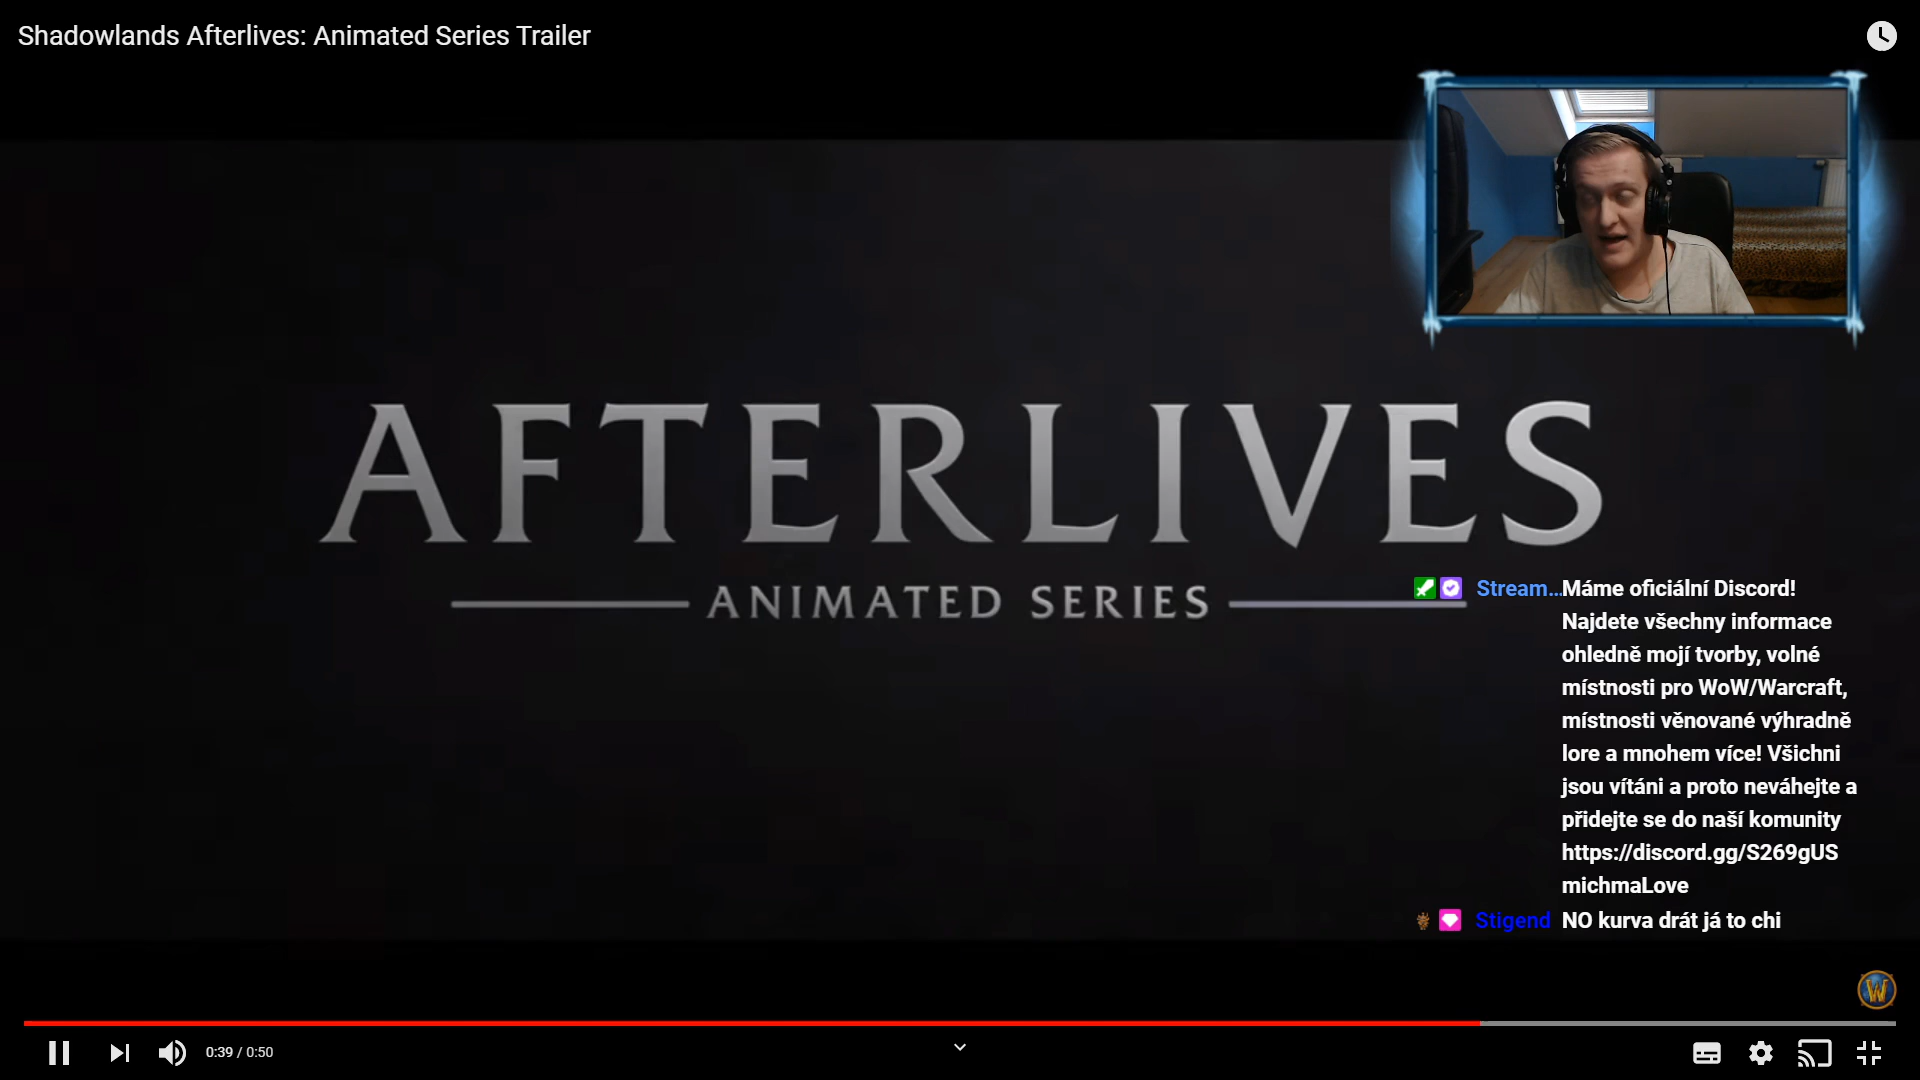 Shadowlands Afterlives: Animated Series Trailer
AFTERLIVES
ANIMATED SERIES
Stream... Máme oficiální Discord!
Najdete všechny informace
ohledně mojí tvorby, volné
místnosti pro WoW/Warcraft,
místnosti věnované výhradně
lore a mnohem více! Všichni
jsou vítáni a proto neváhejte a
přidejte se do naší komunity
https://discord.gg/S269gUS
michmaLove
Stigend NO kurva drát já to chi
W
0:39 / 0:50